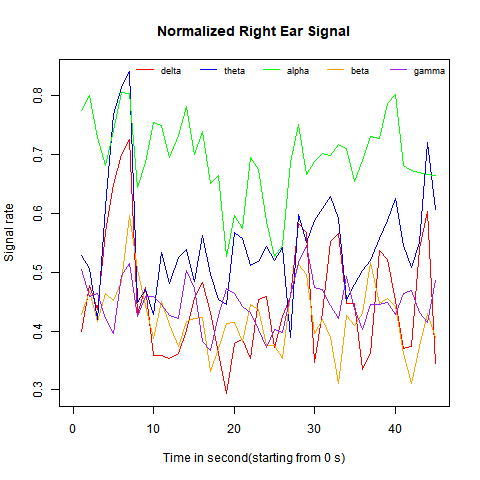 Normalized Right Ear Signal
delta theta alpha beta gamma
Signal rate
0.8
0.7
0.6
0.5
0.4
0.3
0 10 20 30 40
Time in second(starting from 0 s)